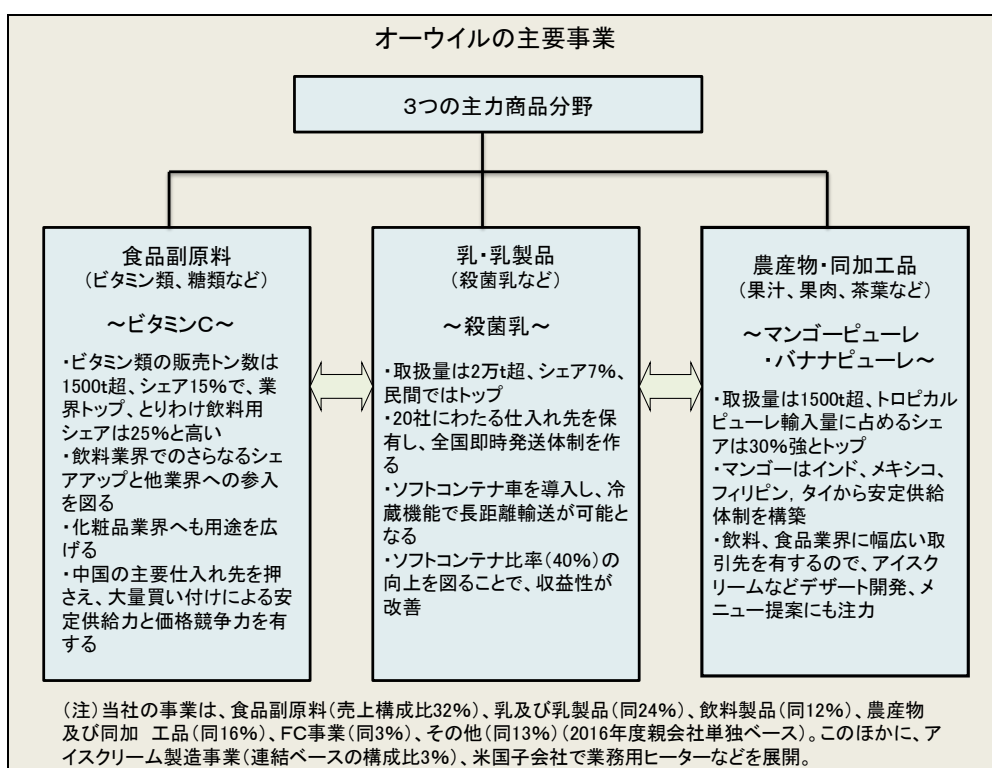 オーウイルの主要事業
3つの主力商品分野
食品副原料
(ビタミン類、糖類など)
～ビタミンC～
・ビタミン類の販売トン数は
1500t超、シェア15%で、業
界トップ、とりわけ飲料用
シェアは25%と高い
・飲料業界でのさらなるシェ
アアップと他業界への参入
を図る
・化粧品業界へも用途を広
げる
・中国の主要仕入れ先を押
さえ、大量買い付けによる安
定供給力と価格競争力を有
する
乳・乳製品
(殺菌乳など)
～殺菌乳～
・取扱量は2万t超、シェア7%、
民間ではトップ
・20社にわたる仕入れ先を保
有し、全国即時発送体制を作
る
・ソフトコンテナ車を導入し、冷
蔵機能で長距離輸送が可能と
なる
・ソフトコンテナ比率(40%)の
向上を図ることで、収益性が
改善
農産物・同加工品
(果汁、果肉、茶葉など)
～マンゴーピューレ
・バナナピューレ～
・取扱量は1500t超、トロピカル
ピューレ輸入量に占めるシェ
アは30%強とトップ
・マンゴーはインド、メキシコ、
フィリピン,タイから安定供給
体制を構築
・飲料、食品業界に幅広い取
引先を有するので、アイスク
リームなどデザート開発、メ
ニュー提案にも注力
(注)当社の事業は、食品副原料(売上構成比32%)、乳及び乳製品(同24%)、飲料製品(同12%)、農産物
及び同加 工品(同16%)、FC事業(同3%)、その他(同13%)(2016年度親会社単独ベース)。このほかに、ア
イスクリーム製造事業(連結ベースの構成比3%)、米国子会社で業務用ヒーターなどを展開。